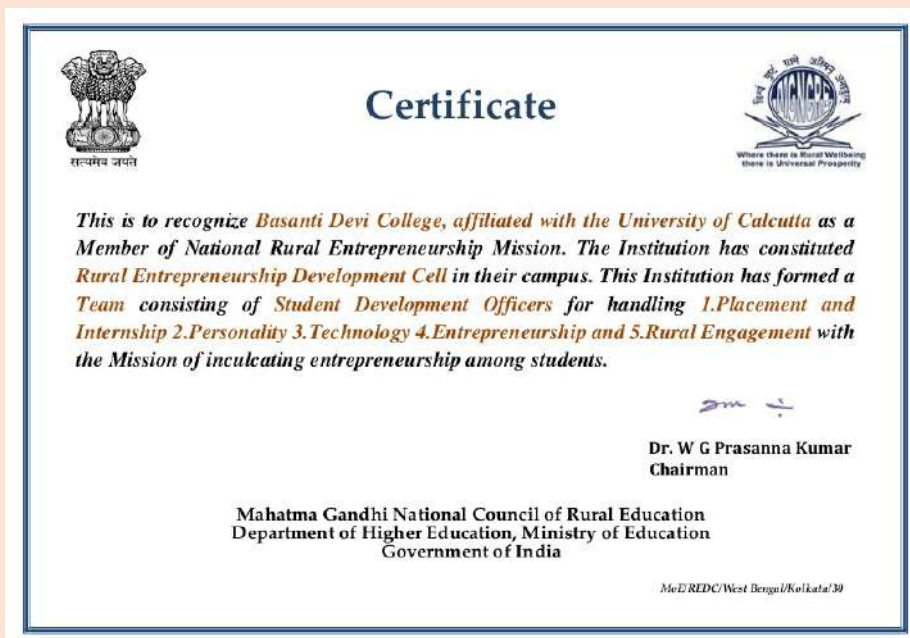 Certificate
सत्यमेव जयते
MGNCRE
Where there is Rural Wellbeing
there is Universal Prosperity
This is to recognize Basanti Devi College, affiliated with the University of Calcutta as a
Member of National Rural Entrepreneurship Mission. The Institution has constituted
Rural Entrepreneurship Development Cell in their campus. This Institution has formed a
Team consisting of Student Development Officers for handling 1.Placement and
Internship 2.Personality 3.Technology 4.Entrepreneurship and 5.Rural Engagement with
the Mission of inculcating entrepreneurship among students.
Dr. W G Prasanna Kumar
Chairman
Mahatma Gandhi National Council of Rural Education
Department of Higher Education, Ministry of Education
Government of India
MoE/REDC/West Bengal/Kolkata/30